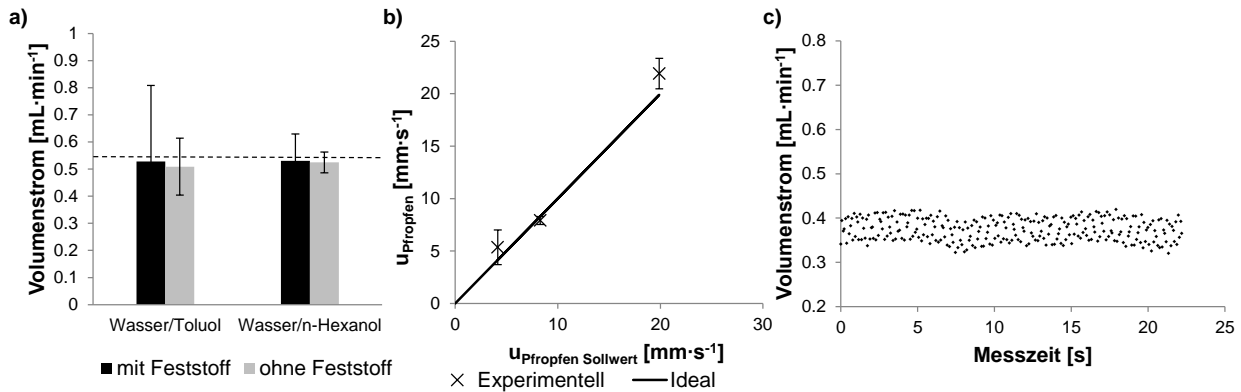 a)
Volumenstrom [mL·min⁻¹]
1
0.9
0.8
0.7
0.6
0.5
0.4
0.3
0.2
0.1
0
Wasser/Toluol
Wasser/n-Hexanol
mit Feststoff
ohne Feststoff
b)
u_Pfropfen [mm·s⁻¹]
25
20
15
10
5
0
0
10
20
30
u_Pfropfen Sollwert [mm·s⁻¹]
Experimentell
Ideal
c)
Volumenstrom [mL·min⁻¹]
0.8
0.7
0.6
0.5
0.4
0.3
0.2
0
5
10
15
20
25
Messzeit [s]